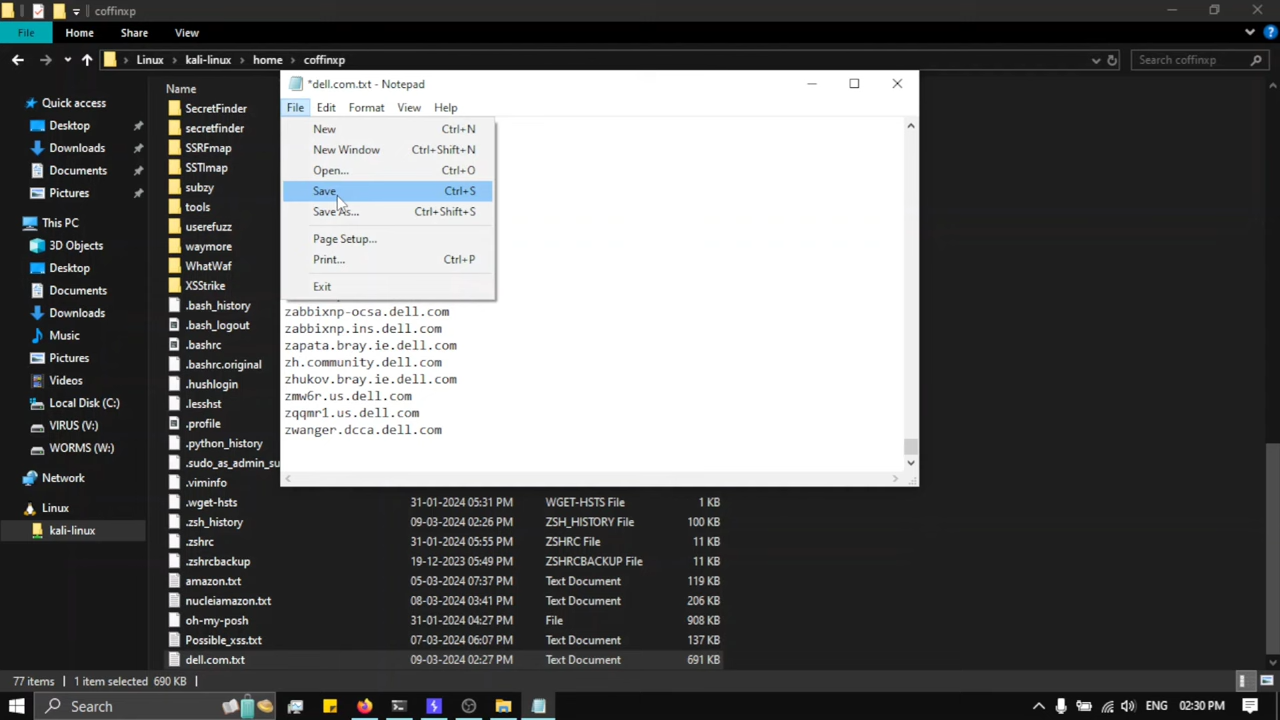 coffinxp
File
Home
Share
View
Linux
kali-linux
home
coffinxp
Search coffinxp
Quick access
Desktop
Downloads
Documents
Pictures
This PC
3D Objects
Desktop
Documents
Downloads
Music
Pictures
Videos
Local Disk (C:)
VIRUS (V:)
WORMS (W:)
Network
Linux
kali-linux
Name
SecretFinder
secretfinder
SSRFmap
SSTImap
subzy
tools
userefuzz
waymore
WhatWaf
XSStrike
.bash_history
.bash_logout
.bashrc
.bashrc.original
.hushlogin
.lesshst
.profile
.python_history
.sudo_as_admin_su
.viminfo
.wget-hsts 31-01-2024 05:31 PM WGET-HSTS File 1 KB
.zsh_history 09-03-2024 02:26 PM ZSH_HISTORY File 100 KB
.zshrc 31-01-2024 05:55 PM ZSHRC File 11 KB
.zshrcbackup 19-12-2023 05:49 PM ZSHRCBACKUP File 11 KB
amazon.txt 05-03-2024 07:37 PM Text Document 119 KB
nucleiamazon.txt 08-03-2024 03:41 PM Text Document 206 KB
oh-my-posh 31-01-2024 04:27 PM File 908 KB
Possible_xss.txt 07-03-2024 06:07 PM Text Document 137 KB
dell.com.txt 09-03-2024 02:27 PM Text Document 691 KB
*dell.com.txt - Notepad
File Edit Format View Help
New Ctrl+N
New Window Ctrl+Shift+N
Open... Ctrl+O
Save Ctrl+S
Save As... Ctrl+Shift+S
Page Setup...
Print... Ctrl+P
Exit
zabbixnp-ocsa.dell.com
zabbixnp.ins.dell.com
zapata.bray.ie.dell.com
zh.community.dell.com
zhukov.bray.ie.dell.com
zmw6r.us.dell.com
zqqmr1.us.dell.com
zwanger.dcca.dell.com
77 items 1 item selected 690 KB
Search
02:30 PM